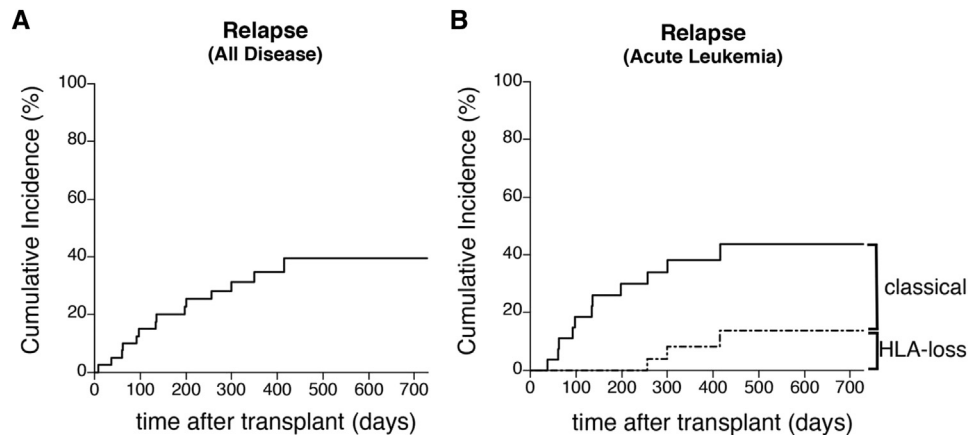 A
Relapse
(All Disease)
Cumulative Incidence (%)
100
80
60
40
20
0
0 100 200 300 400 500 600 700
time after transplant (days)
B
Relapse
(Acute Leukemia)
Cumulative Incidence (%)
100
80
60
40
20
0
0 100 200 300 400 500 600 700
time after transplant (days)
classical
HLA-loss